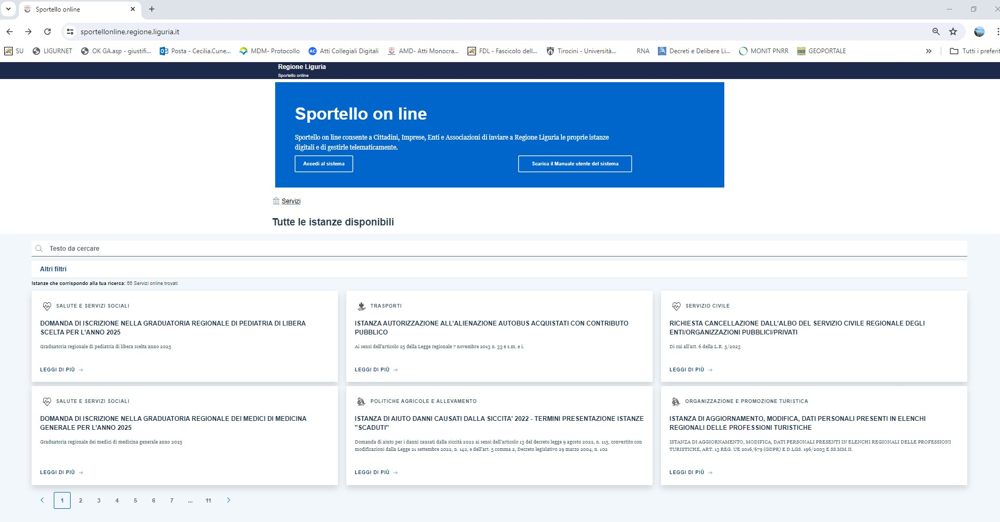 Sportello online
sportellonline.regione.liguria.it
SU
LIGURNET
OK GA.asp - giustifi...
Posta - Cecilia.Cune...
MDM- Protocollo
Atti Collegiali Digitali
AMD- Atti Monocra...
FDL - Fascicolo dell...
Tirocini - Università...
RNA
Decreti e Delibere Li...
MONIT PNRR
GEOPORTALE
Tutti i preferit
Regione Liguria
Sportello online
Sportello on line
Sportello on line consente a Cittadini, Imprese, Enti e Associazioni di inviare a Regione Liguria le proprie istanze
digitali e di gestirle telematicamente.
Accedi al sistema
Scarica il Manuale utente del sistema
Servizi
Tutte le istanze disponibili
Testo da cercare
Altri filtri
Istanze che corrispondo alla tua ricerca: 66 Servizi online trovati
SALUTE E SERVIZI SOCIALI
DOMANDA DI ISCRIZIONE NELLA GRADUATORIA REGIONALE DI PEDIATRIA DI LIBERA
SCELTA PER L'ANNO 2025
Graduatoria regionale di pediatria di libera scelta anno 2025
LEGGI DI PIÙ
TRASPORTI
ISTANZA AUTORIZZAZIONE ALL'ALIENAZIONE AUTOBUS ACQUISTATI CON CONTRIBUTO
PUBBLICO
Ai sensi dell'articolo 25 della Legge regionale 7 novembre 2013 n. 33 e s.m. e i.
LEGGI DI PIÙ
SERVIZIO CIVILE
RICHIESTA CANCELLAZIONE DALL'ALBO DEL SERVIZIO CIVILE REGIONALE DEGLI
ENTI/ORGANIZZAZIONI PUBBLICI/PRIVATI
Di cui all'art. 6 della L.R. 5/2023
LEGGI DI PIÙ
SALUTE E SERVIZI SOCIALI
DOMANDA DI ISCRIZIONE NELLA GRADUATORIA REGIONALE DEI MEDICI DI MEDICINA
GENERALE PER L'ANNO 2025
Graduatoria regionale dei medici di medicina generale anno 2025
LEGGI DI PIÙ
POLITICHE AGRICOLE E ALLEVAMENTO
ISTANZA DI AIUTO DANNI CAUSATI DALLA SICCITA' 2022 - TERMINI PRESENTAZIONE ISTANZE
"SCADUTI"
Domanda di aiuto per i danni causati dalla siccità 2022 ai sensi dell'articolo 13 del decreto legge 9 agosto 2022, n. 115, convertito con
modificazioni dalla Legge 21 settembre 2022, n. 142, e dell'art. 5 comma 2, Decreto legislativo 29 marzo 2004, n. 102
LEGGI DI PIÙ
ORGANIZZAZIONE E PROMOZIONE TURISTICA
ISTANZA DI AGGIORNAMENTO, MODIFICA, DATI PERSONALI PRESENTI IN ELENCHI
REGIONALI DELLE PROFESSIONI TURISTICHE
ISTANZA DI AGGIORNAMENTO, MODIFICA, DATI PERSONALI PRESENTI IN ELENCHI REGIONALI DELLE PROFESSIONI
TURISTICHE, ART. 13 REG. UE 2016/679 (GDPR) E D.LGS. 196/2003 E SS.MM.II.
LEGGI DI PIÙ
1 2 3 4 5 6 7 ... 11